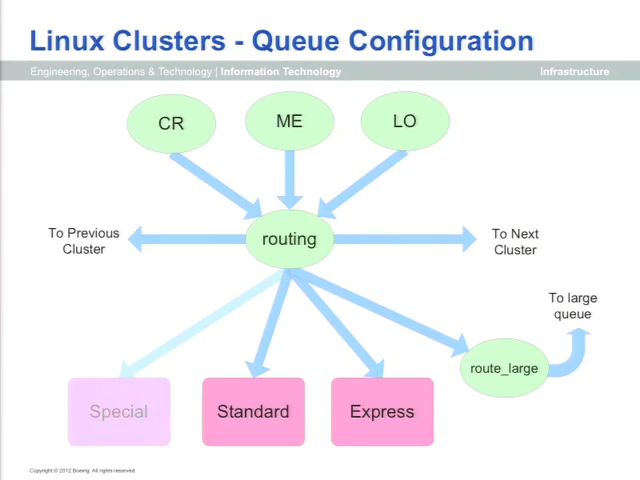 Linux Clusters - Queue Configuration
Engineering, Operations & Technology | Information Technology
Infrastructure
CR
ME
LO
To Previous
Cluster
routing
To Next
Cluster
To large
queue
route_large
Special
Standard
Express
Copyright © 2012 Boeing. All rights reserved.